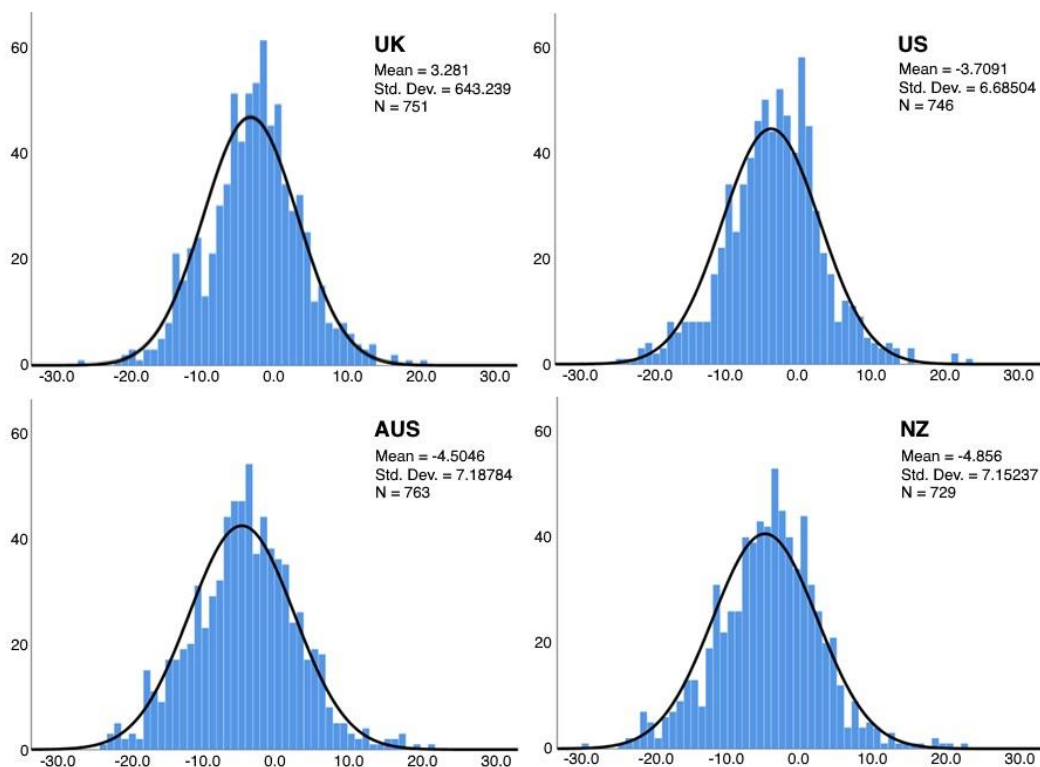 60
40
20
0
-30.0 -20.0 -10.0 0.0 10.0 20.0 30.0
UK
Mean = 3.281
Std. Dev. = 643.239
N = 751
60
40
20
0
-30.0 -20.0 -10.0 0.0 10.0 20.0 30.0
US
Mean = -3.7091
Std. Dev. = 6.68504
N = 746
60
40
20
0
-30.0 -20.0 -10.0 0.0 10.0 20.0 30.0
AUS
Mean = -4.5046
Std. Dev. = 7.18784
N = 763
60
40
20
0
-30.0 -20.0 -10.0 0.0 10.0 20.0 30.0
NZ
Mean = -4.856
Std. Dev. = 7.15237
N = 729